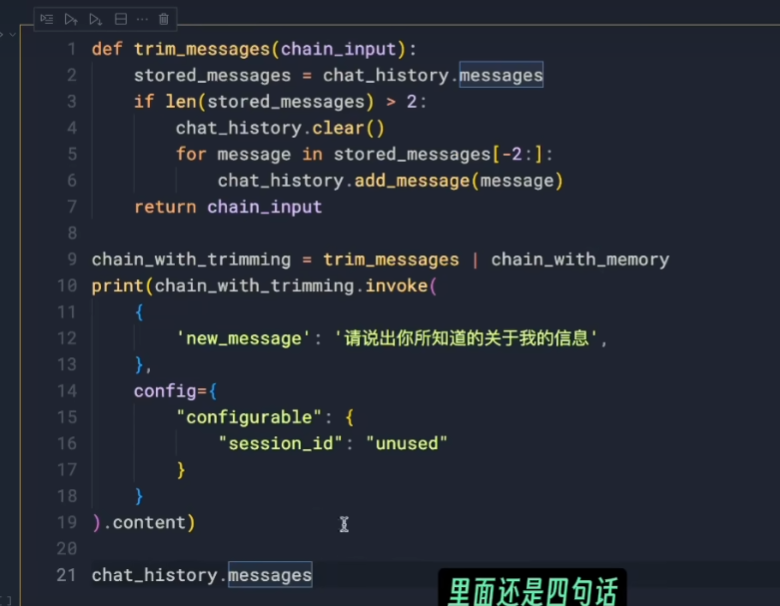 1 def trim_messages(chain_input):
2     stored_messages = chat_history.messages
3     if len(stored_messages) > 2:
4         chat_history.clear()
5         for message in stored_messages[-2:]:
6             chat_history.add_message(message)
7     return chain_input
8
9 chain_with_trimming = trim_messages | chain_with_memory
10 print(chain_with_trimming.invoke(
11     {
12         'new_message': '请说出你所知道的关于我的信息',
13     },
14     config={
15         "configurable": {
16             "session_id": "unused"
17         }
18     }
19 ).content)
20
21 chat_history.messages
里面还是四句话